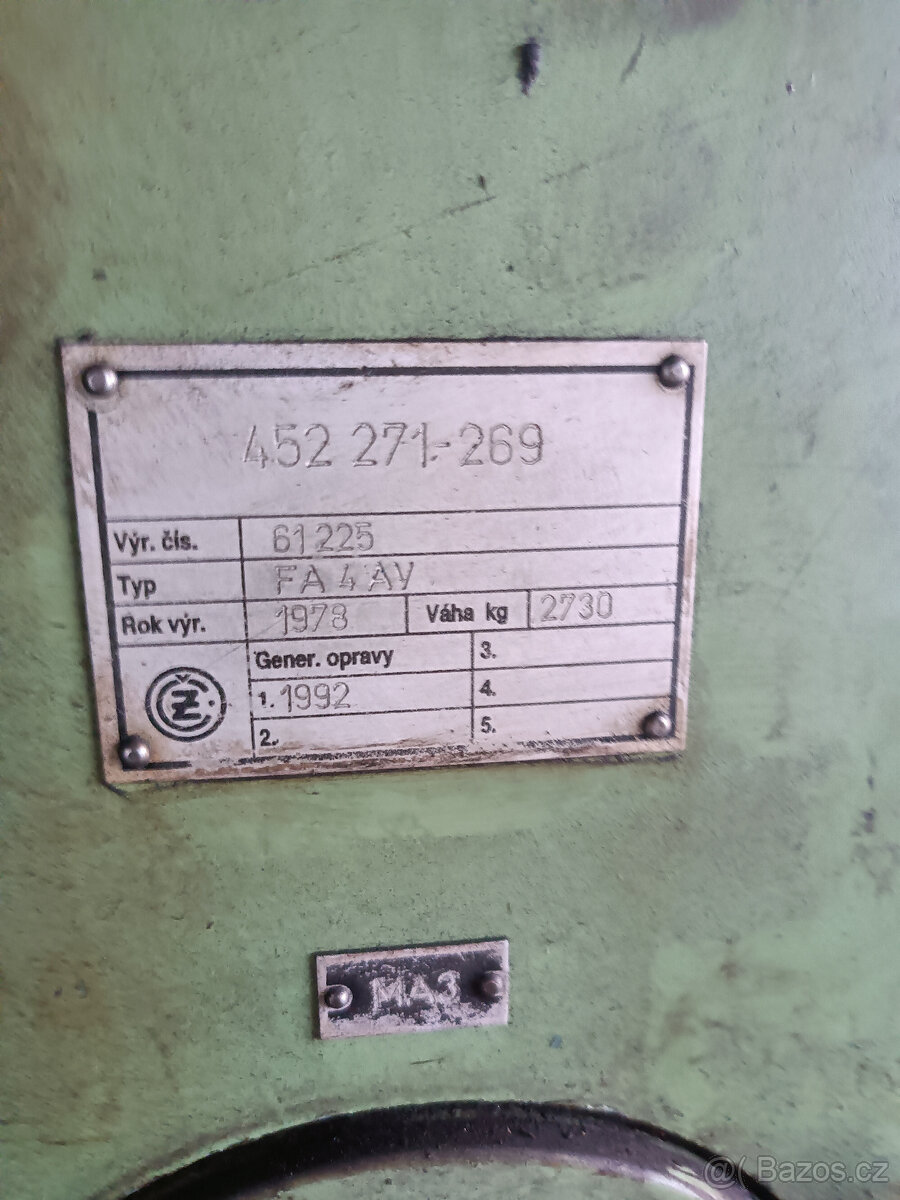 452 271-269
Výr. čís. 61225
Typ FA 4 AV
Rok výr. 1978 Váha kg 2730
Gener. opravy 3.
1. 1992 4.
2. 5.
ČZ
MA3
@( Bazos.cz